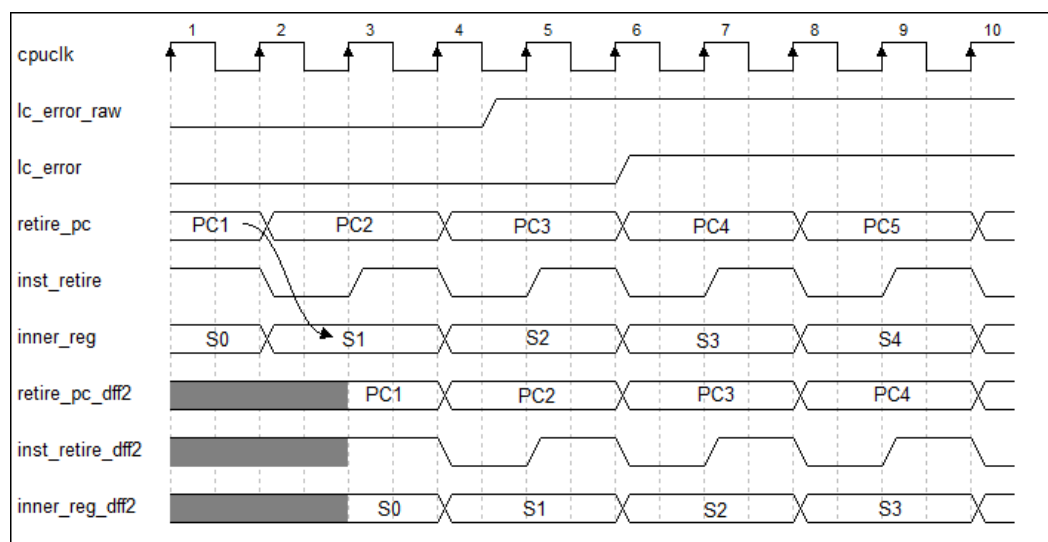 1 2 3 4 5 6 7 8 9 10
cpuclk
lc_error_raw
lc_error
retire_pc PC1 PC2 PC3 PC4 PC5
inst_retire
inner_reg S0 S1 S2 S3 S4
retire_pc_dff2 PC1 PC2 PC3 PC4
inst_retire_dff2
inner_reg_dff2 S0 S1 S2 S3